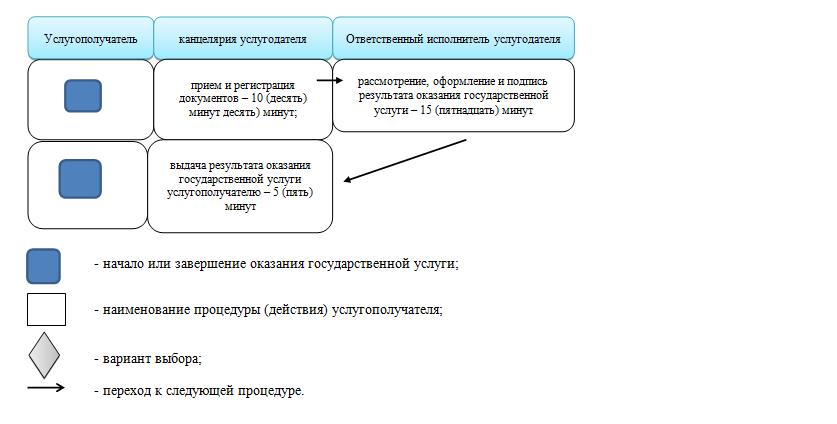 Услугополучатель
канцелярия услугодателя
Ответственный исполнитель услугодателя
прием и регистрация
документов – 10 (десять)
минут десять) минут;
рассмотрение, оформление и подпись
результата оказания государственной
услуги – 15 (пятнадцать) минут
выдача результата оказания
государственной услуги
услугополучателю – 5 (пять)
минут
- начало или завершение оказания государственной услуги;
- наименование процедуры (действия) услугополучателя;
- вариант выбора;
- переход к следующей процедуре.